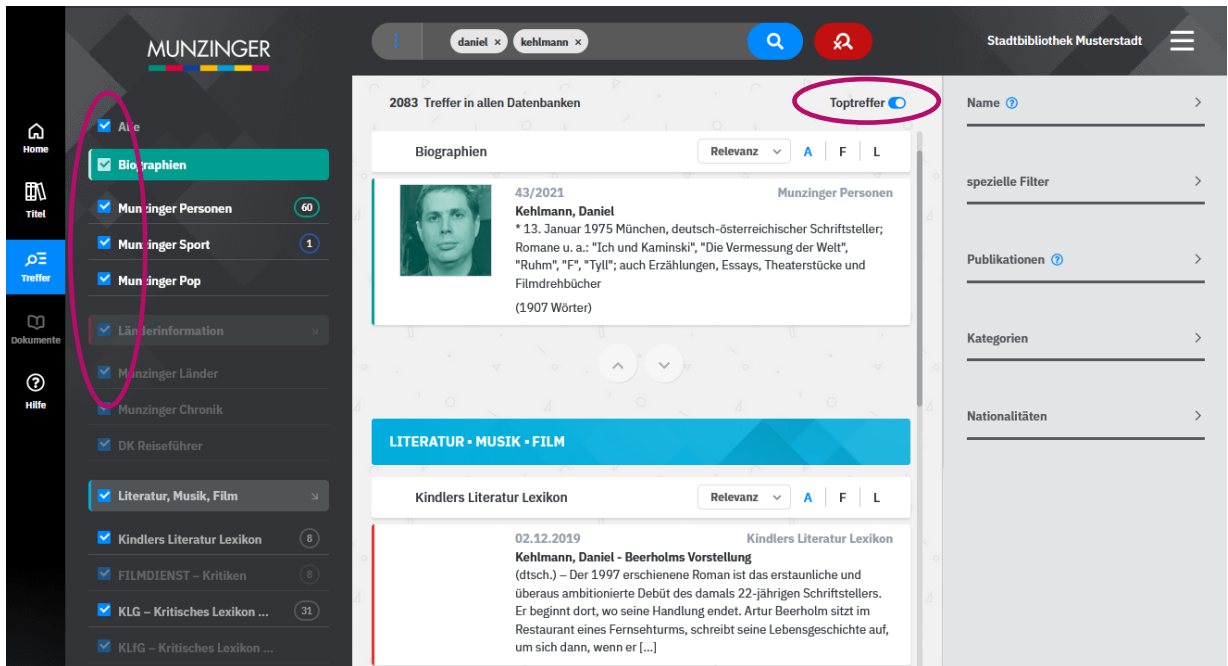 MUNZINGER
daniel ×
kehlmann ×
Stadtbibliothek Musterstadt
Home
Titel
Treffer
Dokumente
Hilfe
Alle
Biographien
Munzinger Personen 60
Munzinger Sport 1
Munzinger Pop
Länderinformation
Munzinger Länder
Munzinger Chronik
DK Reiseführer
Literatur, Musik, Film
Kindlers Literatur Lexikon 8
FILMDIENST – Kritiken 8
KLG – Kritisches Lexikon ... 31
KLfG – Kritisches Lexikon ...
2083 Treffer in allen Datenbanken
Toptreffer
Biographien
Relevanz
A F L
43/2021 Munzinger Personen
Kehlmann, Daniel
* 13. Januar 1975 München, deutsch-österreichischer Schriftsteller;
Romane u. a.: "Ich und Kaminski", "Die Vermessung der Welt",
"Ruhm", "F", "Tyll"; auch Erzählungen, Essays, Theaterstücke und
Filmdrehbücher
(1907 Wörter)
LITERATUR • MUSIK • FILM
Kindlers Literatur Lexikon
Relevanz
A F L
02.12.2019 Kindlers Literatur Lexikon
Kehlmann, Daniel - Beerholms Vorstellung
(dtsch.) – Der 1997 erschienene Roman ist das erstaunliche und
überaus ambitionierte Debüt des damals 22-jährigen Schriftstellers.
Er beginnt dort, wo seine Handlung endet. Artur Beerholm sitzt im
Restaurant eines Fernsehturms, schreibt seine Lebensgeschichte auf,
um sich dann, wenn er [...]
Name ?
spezielle Filter
Publikationen ?
Kategorien
Nationalitäten